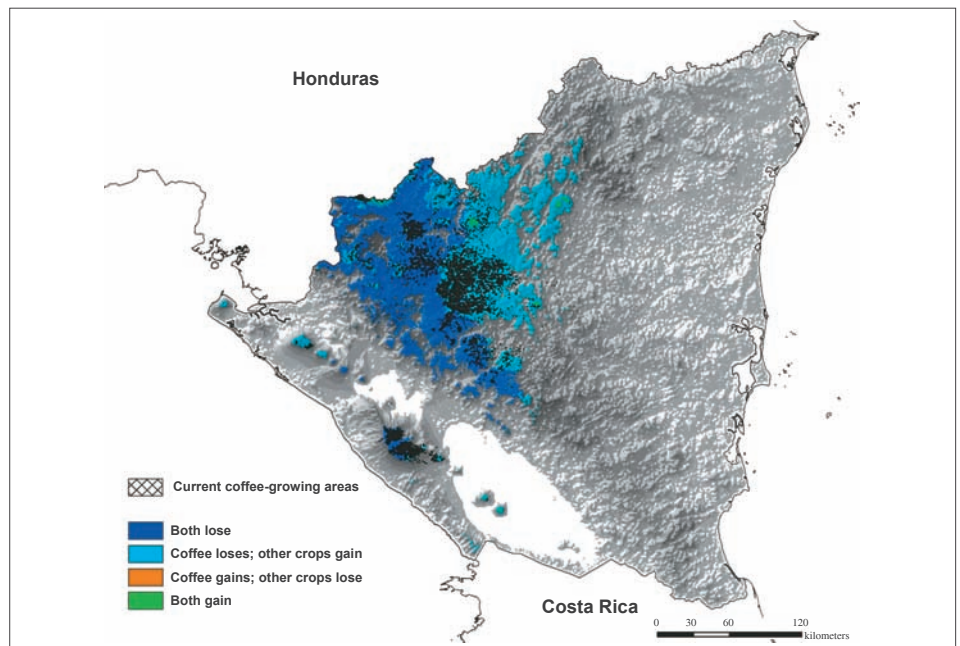 Honduras
Current coffee-growing areas
Both lose
Coffee loses; other crops gain
Coffee gains; other crops lose
Both gain
Costa Rica
0 30 60 120
kilometers